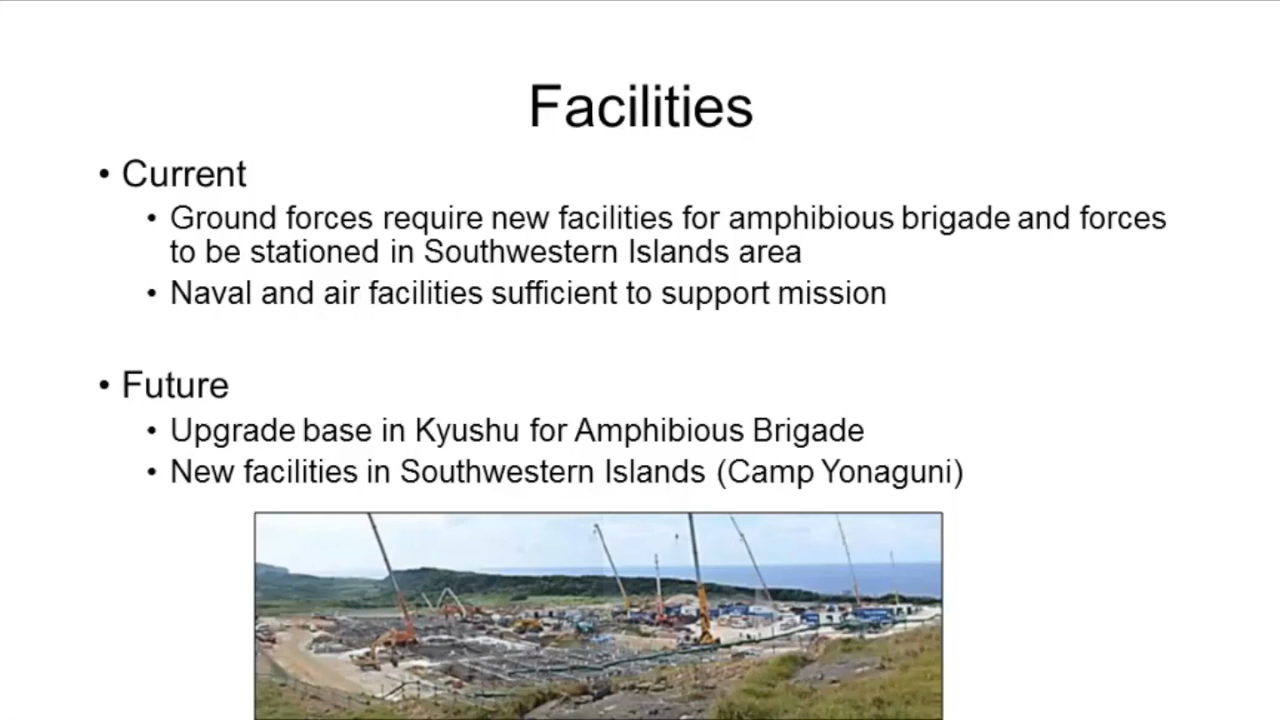 Facilities
• Current
• Ground forces require new facilities for amphibious brigade and forces
to be stationed in Southwestern Islands area
• Naval and air facilities sufficient to support mission
• Future
• Upgrade base in Kyushu for Amphibious Brigade
• New facilities in Southwestern Islands (Camp Yonaguni)